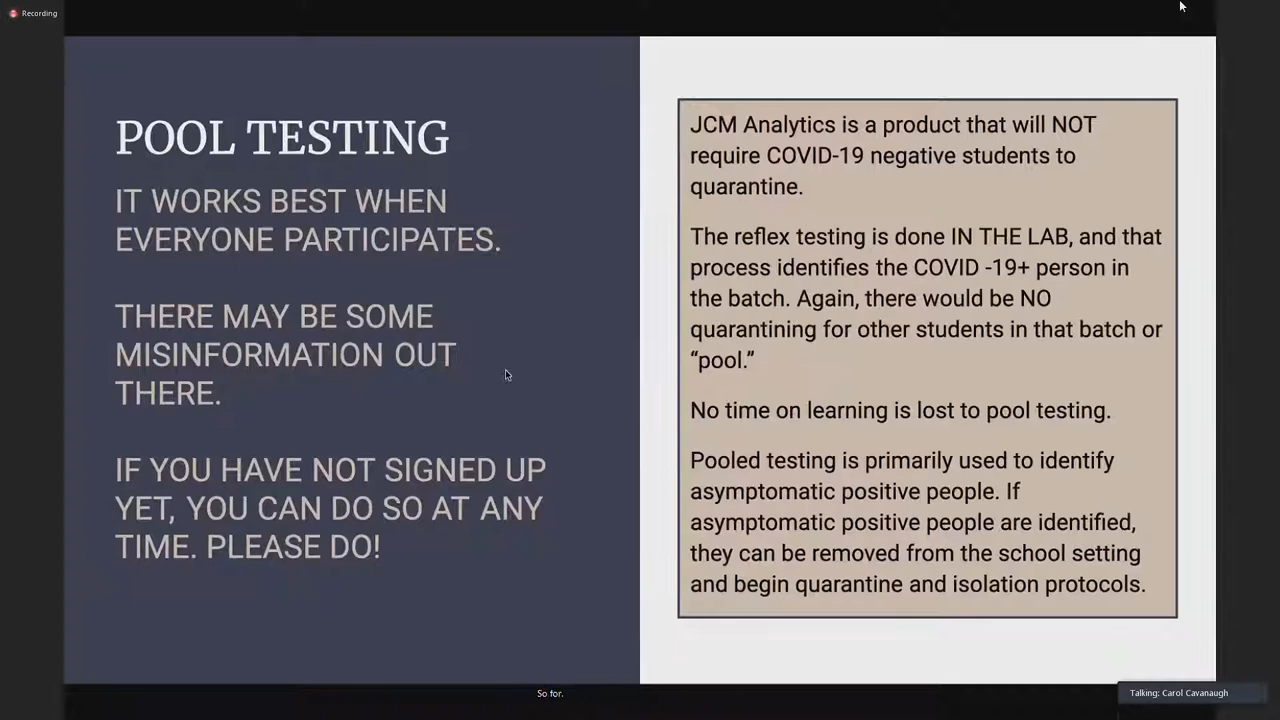 Recording
POOL TESTING
IT WORKS BEST WHEN
EVERYONE PARTICIPATES.
THERE MAY BE SOME
MISINFORMATION OUT
THERE.
IF YOU HAVE NOT SIGNED UP
YET, YOU CAN DO SO AT ANY
TIME. PLEASE DO!
JCM Analytics is a product that will NOT
require COVID-19 negative students to
quarantine.
The reflex testing is done IN THE LAB, and that
process identifies the COVID -19+ person in
the batch. Again, there would be NO
quarantining for other students in that batch or
“pool.”
No time on learning is lost to pool testing.
Pooled testing is primarily used to identify
asymptomatic positive people. If
asymptomatic positive people are identified,
they can be removed from the school setting
and begin quarantine and isolation protocols.
So for.
Talking: Carol Cavanaugh